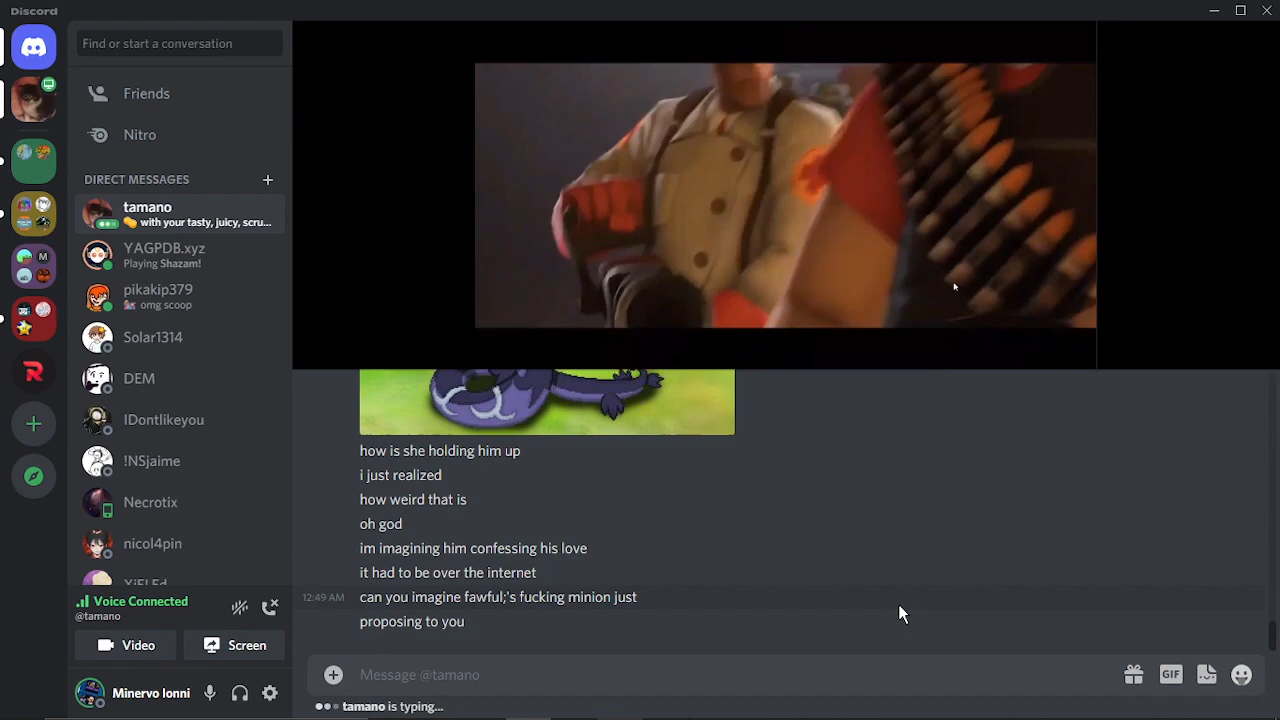 Discord
Find or start a conversation
Friends
Nitro
DIRECT MESSAGES
tamano
with your tasty, juicy, scru...
YAGPDB.xyz
Playing Shazam!
pikakip379
omg scoop
Solar1314
DEM
IDontlikeyou
!NSjaime
Necrotix
nicol4pin
Voice Connected
@tamano
Video
Screen
Minervo Ionni
how is she holding him up
i just realized
how weird that is
oh god
im imagining him confessing his love
it had to be over the internet
12:49 AM can you imagine fawful;'s fucking minion just
proposing to you
Message @tamano
GIF
tamano is typing...